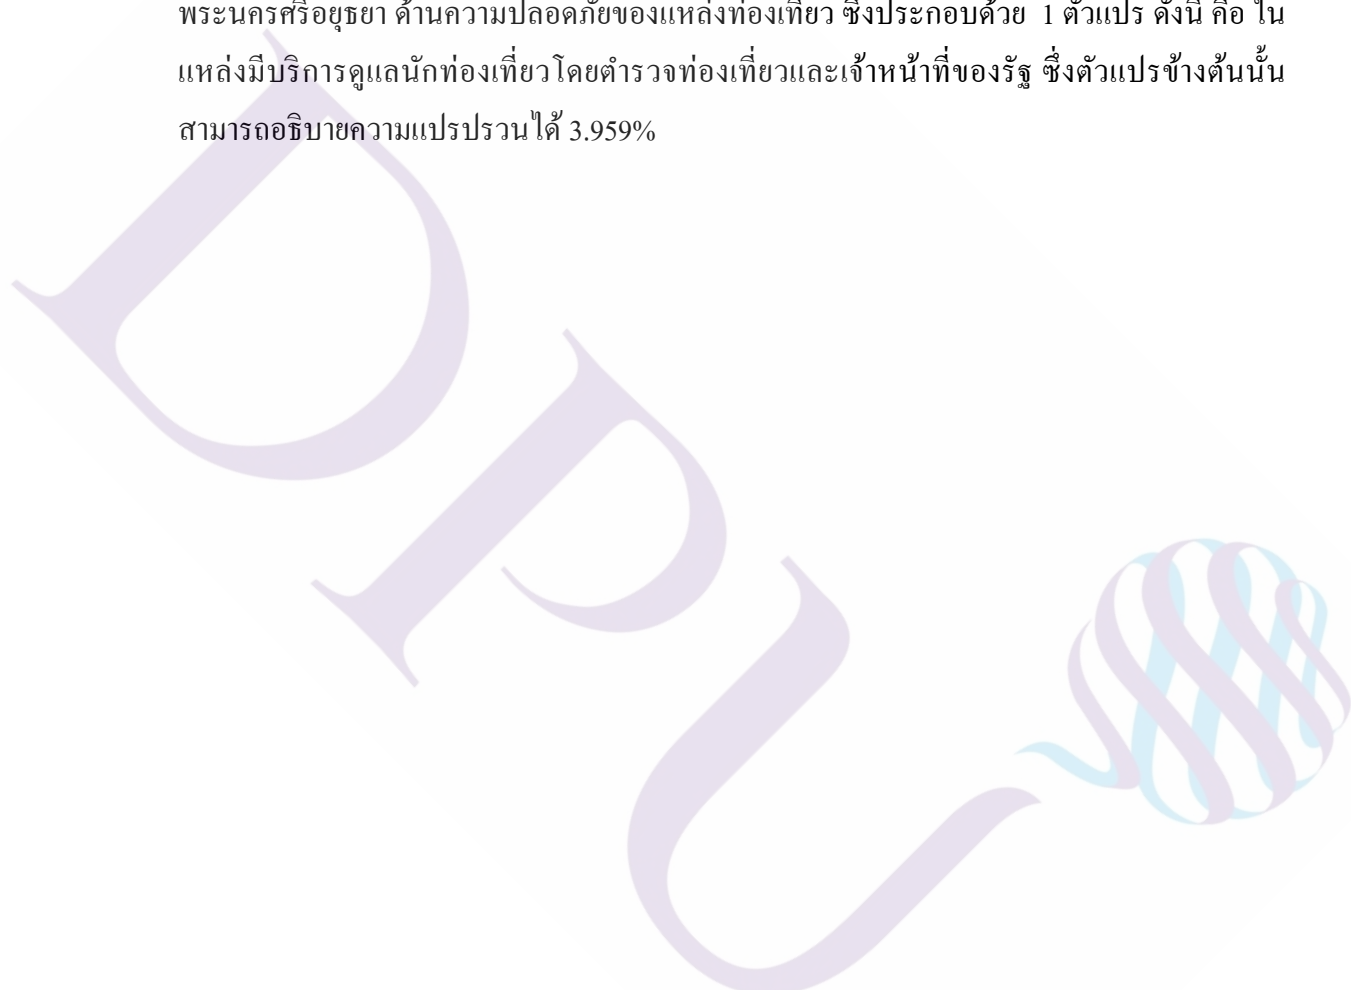 พระนครศรีอยุธยา ด้านความปลอดภัยของแหล่งท่องเที่ยว ซึ่งประกอบด้วย 1 ตัวแปร ดังนี้ คือ ใน
แหล่งมีบริการดูแลนักท่องเที่ยวโดยตำรวจท่องเที่ยวและเจ้าหน้าที่ของรัฐ ซึ่งตัวแปรข้างต้นนั้น
สามารถอธิบายความแปรปรวนได้ 3.959%
DPU